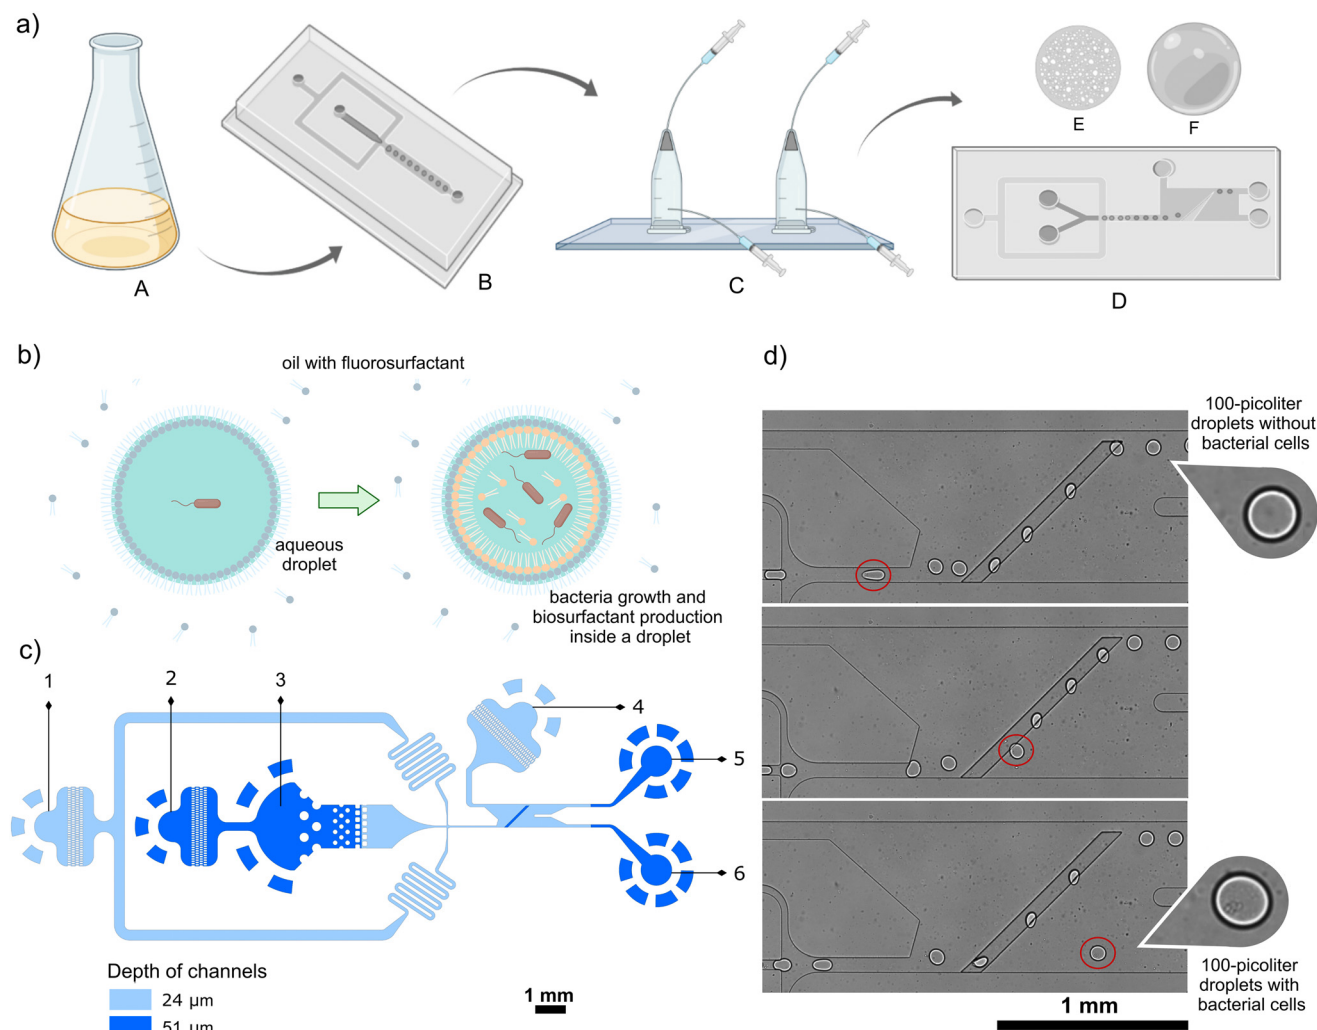 a)
A
B
C
D
E
F
b)
oil with fluorosurfactant
aqueous
droplet
bacteria growth and
biosurfactant production
inside a droplet
c)
1
2
3
4
5
6
Depth of channels
24 µm
51 µm
1 mm
d)
100-picoliter
droplets without
bacterial cells
100-picoliter
droplets with
bacterial cells
1 mm